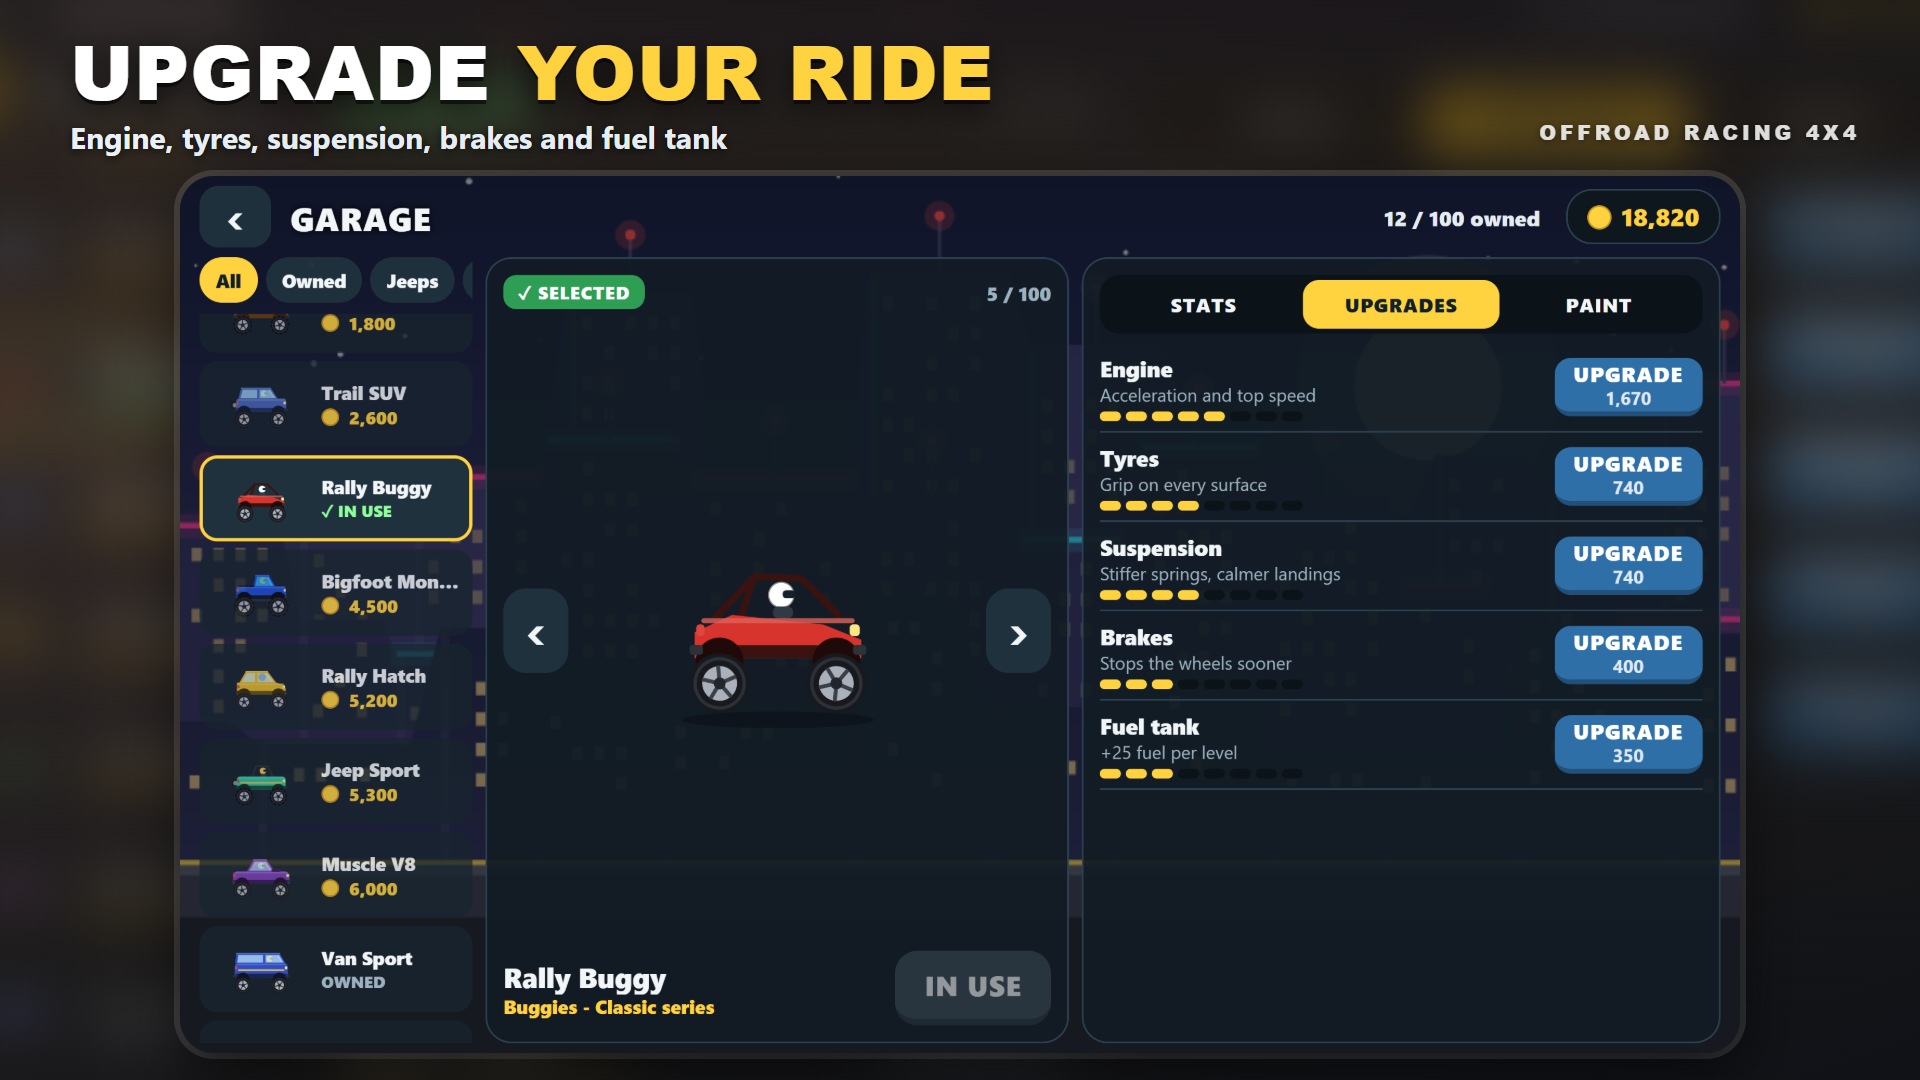 UPGRADE YOUR RIDE
Engine, tyres, suspension, brakes and fuel tank
OFFROAD RACING 4X4
GARAGE
12 / 100 owned
18,820
All
Owned
Jeeps
1,800
Trail SUV
2,600
Rally Buggy
✓ IN USE
Bigfoot Mon...
4,500
Rally Hatch
5,200
Jeep Sport
5,300
Muscle V8
6,000
Van Sport
OWNED
✓ SELECTED
5 / 100
Rally Buggy
Buggies - Classic series
IN USE
STATS
UPGRADES
PAINT
Engine
Acceleration and top speed
UPGRADE
1,670
Tyres
Grip on every surface
UPGRADE
740
Suspension
Stiffer springs, calmer landings
UPGRADE
740
Brakes
Stops the wheels sooner
UPGRADE
400
Fuel tank
+25 fuel per level
UPGRADE
350